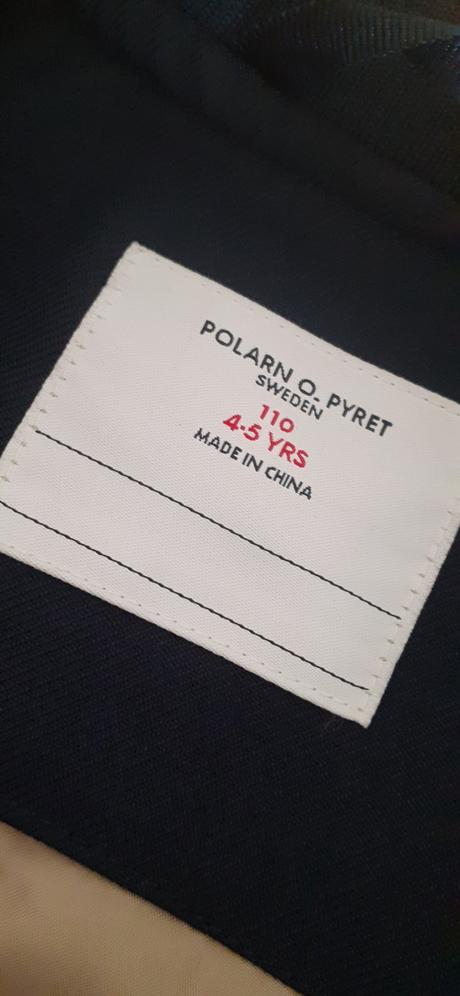 POLARN O. PYRET
SWEDEN
110
4-5 YRS
MADE IN CHINA